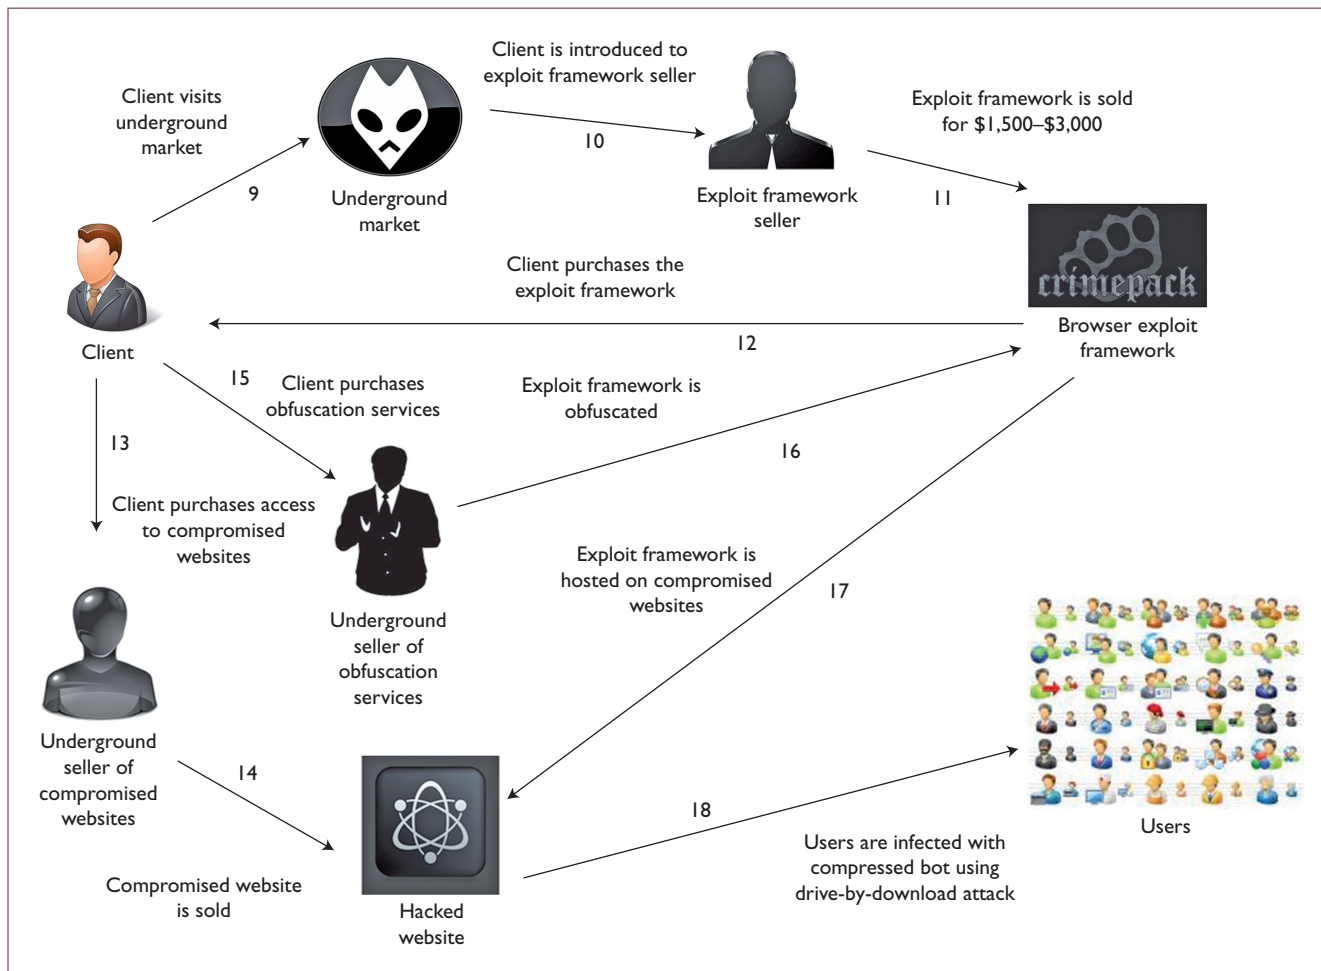 Client visits
underground
market
9
Underground
market
Client is introduced to
exploit framework seller
10
Exploit framework
seller
Exploit framework is sold
for $1,500–$3,000
11
crimepack
Browser exploit
framework
Client purchases the
exploit framework
12
Client
15
Client purchases
obfuscation services
Exploit framework is
obfuscated
16
13
Client purchases access
to compromised
websites
Underground
seller of
obfuscation
services
Exploit framework is
hosted on compromised
websites
17
Underground
seller of
compromised
websites
14
Compromised website
is sold
Hacked
website
18
Users are infected with
compressed bot using
drive-by-download attack
Users